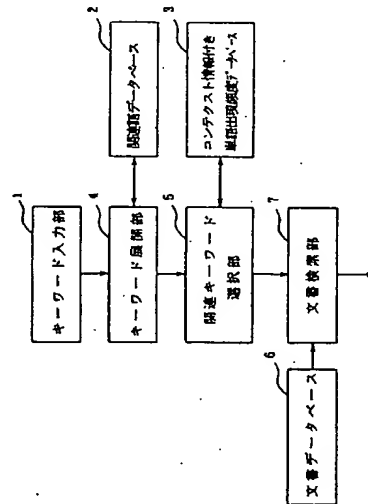 1
キーワード入力部
2
関連語データベース
4
キーワード展開部
3
コンテクスト情報付き
単語出現頻度データベース
5
関連キーワード
選択部
6
文書データベース
7
文書検索部